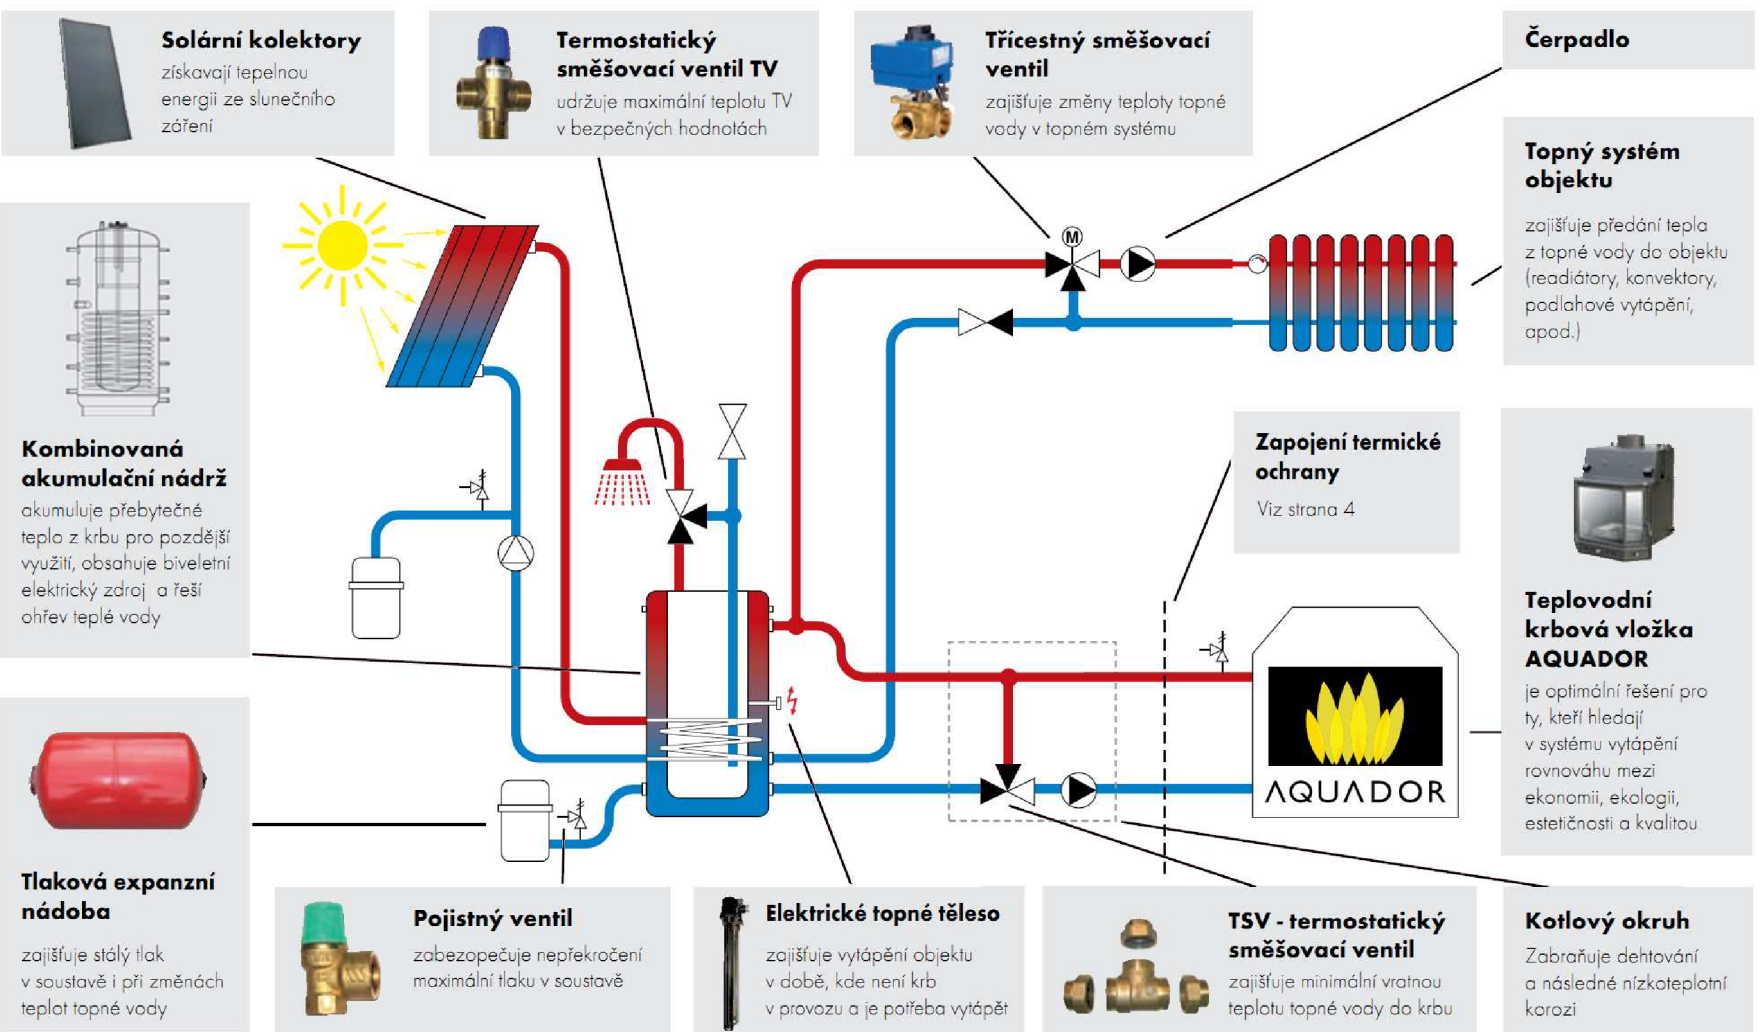 Solární kolektory
získavají tepelnou
energii ze slunečního
záření
Termostatický
směšovací ventil TV
udržuje maximální teplotu TV
v bezpečných hodnotách
Třícestný směšovací
ventil
zajišťuje změny teploty topné
vody v topném systému
Čerpadlo
Topný systém
objektu
zajišťuje předání tepla
z topné vody do objektu
(readiátory, konvektory,
podlahové vytápění,
apod.)
M
Kombinovaná
akumulační nádrž
akumuluje přebytečné
teplo z krbu pro pozdější
využití, obsahuje biveletní
elektrický zdroj a řeší
ohřev teplé vody
Zapojení termické
ochrany
Viz strana 4
Teplovodní
krbová vložka
AQUADOR
je optimální řešení pro
ty, kteří hledají
v systému vytápění
rovnováhu mezi
ekonomii, ekologii,
estetičnosti a kvalitou
AQUADOR
Tlaková expanzní
nádoba
zajišťuje stálý tlak
v soustavě i při změnách
teplot topné vody
Pojistný ventil
zabezopečuje nepřekročení
maximální tlaku v soustavě
Elektrické topné těleso
zajišťuje vytápění objektu
v době, kde není krb
v provozu a je potřeba vytápět
TSV - termostatický
směšovací ventil
zajišťuje minimální vratnou
teplotu topné vody do krbu
Kotlový okruh
Zabraňuje dehtování
a následné nízkoteplotní
korozi